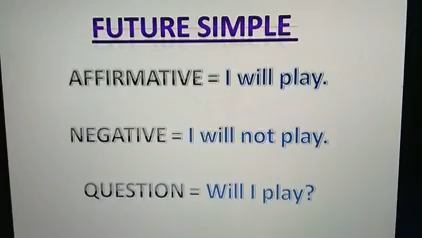 FUTURE SIMPLE
AFFIRMATIVE = I will play.
NEGATIVE = I will not play.
QUESTION = Will I play?